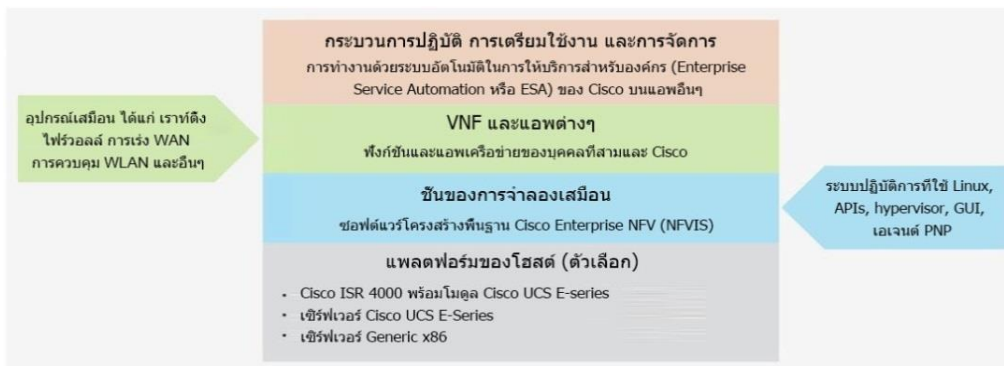 กระบวนการปฏิบัติ การเตรียมใช้งาน และการจัดการ
การทำงานด้วยระบบอัตโนมัติในการให้บริการสำหรับองค์กร (Enterprise
Service Automation หรือ ESA) ของ Cisco บนแอพอื่นๆ
อุปกรณ์เสมือน ได้แก่ เราท์ติ้ง
ไฟร์วอลล์ การเร่ง WAN
การควบคุม WLAN และอื่นๆ
VNF และแอพต่างๆ
ฟังก์ชันและแอพเครือข่ายของบุคคลที่สามและ Cisco
ชั้นของการจำลองเสมือน
ซอฟต์แวร์โครงสร้างพื้นฐาน Cisco Enterprise NFV (NFVIS)
ระบบปฏิบัติการที่ใช้ Linux,
APIs, hypervisor, GUI,
เอเจนต์ PNP
แพลตฟอร์มของโฮสต์ (ตัวเลือก)
• Cisco ISR 4000 พร้อมโมดูล Cisco UCS E-series
• เซิร์ฟเวอร์ Cisco UCS E-Series
• เซิร์ฟเวอร์ Generic x86